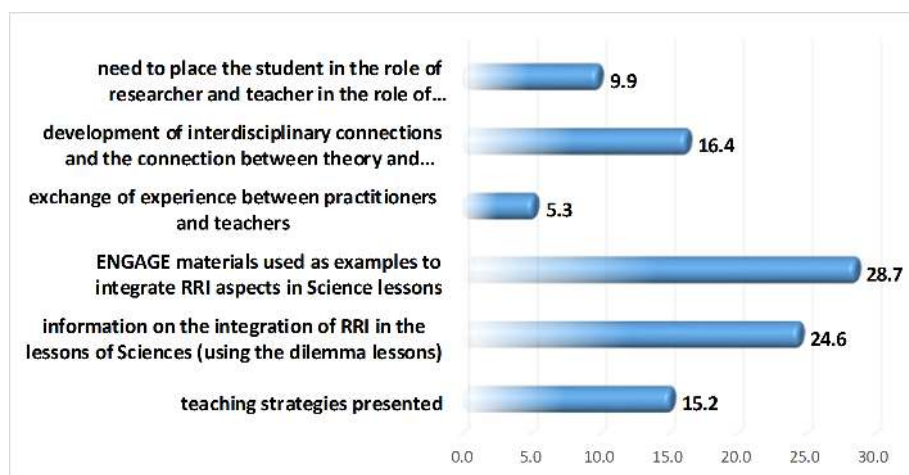 need to place the student in the role of
researcher and teacher in the role of...
9.9
development of interdisciplinary connections
and the connection between theory and...
16.4
exchange of experience between practitioners
and teachers
5.3
ENGAGE materials used as examples to
integrate RRI aspects in Science lessons
28.7
information on the integration of RRI in the
lessons of Sciences (using the dilemma lessons)
24.6
teaching strategies presented
15.2
0.0 5.0 10.0 15.0 20.0 25.0 30.0